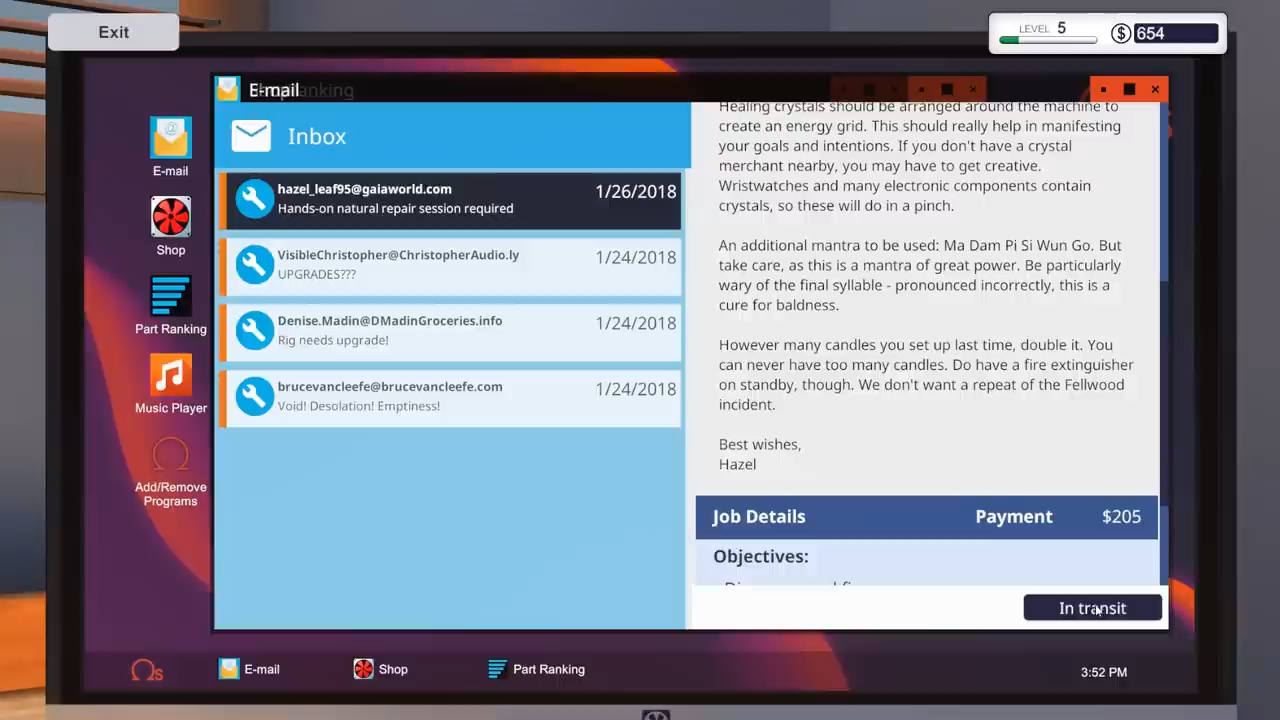 Exit
LEVEL 5
$ 654
E-mail
Inbox
hazel_leaf95@gaiaworld.com
1/26/2018
Hands-on natural repair session required
VisibleChristopher@ChristopherAudio.ly
1/24/2018
UPGRADES???
Denise.Madin@DMadinGroceries.info
1/24/2018
Rig needs upgrade!
brucevancleefe@brucevancleefe.com
1/24/2018
Void! Desolation! Emptiness!
Healing crystals should be arranged around the machine to
create an energy grid. This should really help in manifesting
your goals and intentions. If you don't have a crystal
merchant nearby, you may have to get creative.
Wristwatches and many electronic components contain
crystals, so these will do in a pinch.
An additional mantra to be used: Ma Dam Pi Si Wun Go. But
take care, as this is a mantra of great power. Be particularly
wary of the final syllable - pronounced incorrectly, this is a
cure for baldness.
However many candles you set up last time, double it. You
can never have too many candles. Do have a fire extinguisher
on standby, though. We don't want a repeat of the Fellwood
incident.
Best wishes,
Hazel
Job Details
Payment
$205
Objectives:
In transit
E-mail
Shop
Part Ranking
Music Player
Add/Remove
Programs
Ωs
E-mail
Shop
Part Ranking
3:52 PM